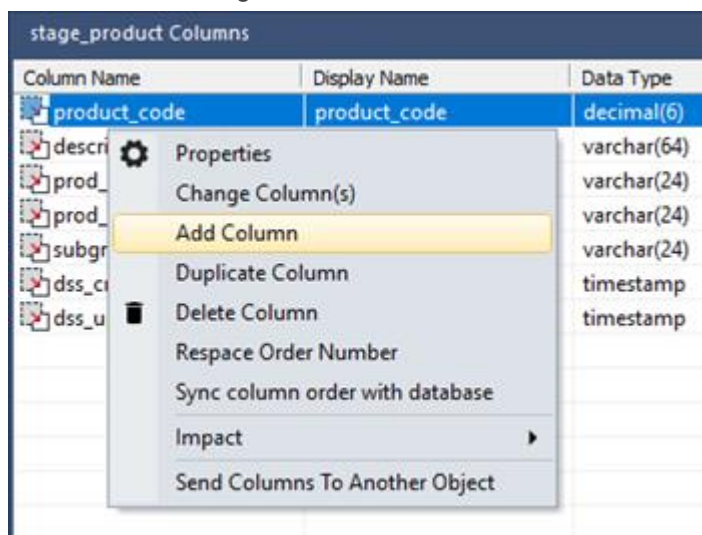 stage_product Columns
Column Name Display Name Data Type
product_code product_code decimal(6)
varchar(64)
Properties
varchar(24)
Change Column(s)
varchar(24)
Add Column
varchar(24)
Duplicate Column
timestamp
Delete Column
timestamp
Respace Order Number
Sync column order with database
Impact
Send Columns To Another Object